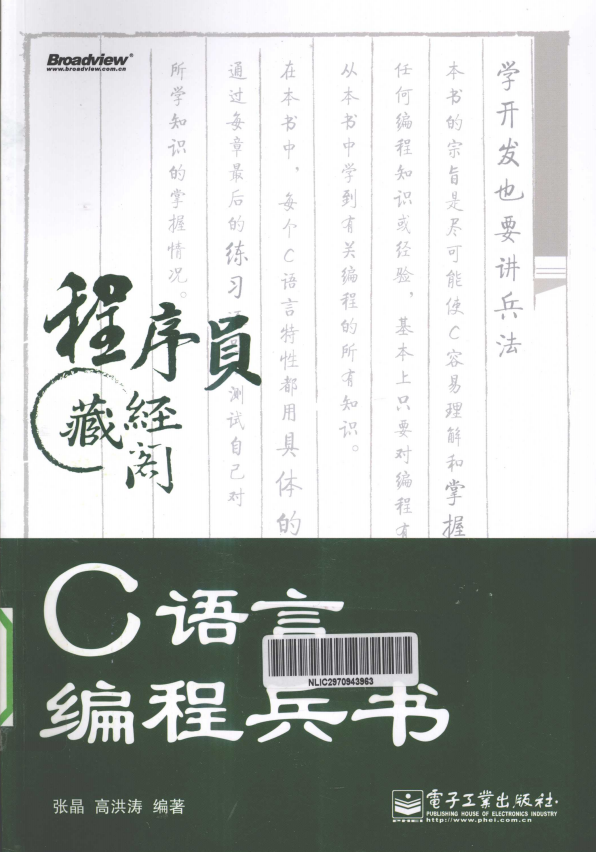 Broadview®
www.broadview.com.cn
学开发也要讲兵法
本书的宗旨是尽可能使C容易理解和掌握
任何编程知识或经验，基本上只要对编程有
从本书中学到有关编程的所有知识。
在本书中，每个C语言特性都用具体的
通过每章最后的练习测试自己对
所学知识的掌握情况。
程序員
藏經閣
C语言
NLIC2970943963
编程兵书
张晶 高洪涛 编著
電子工業出版社·
PUBLISHING HOUSE OF ELECTRONICS INDUSTRY
http://www.phei.com.cn